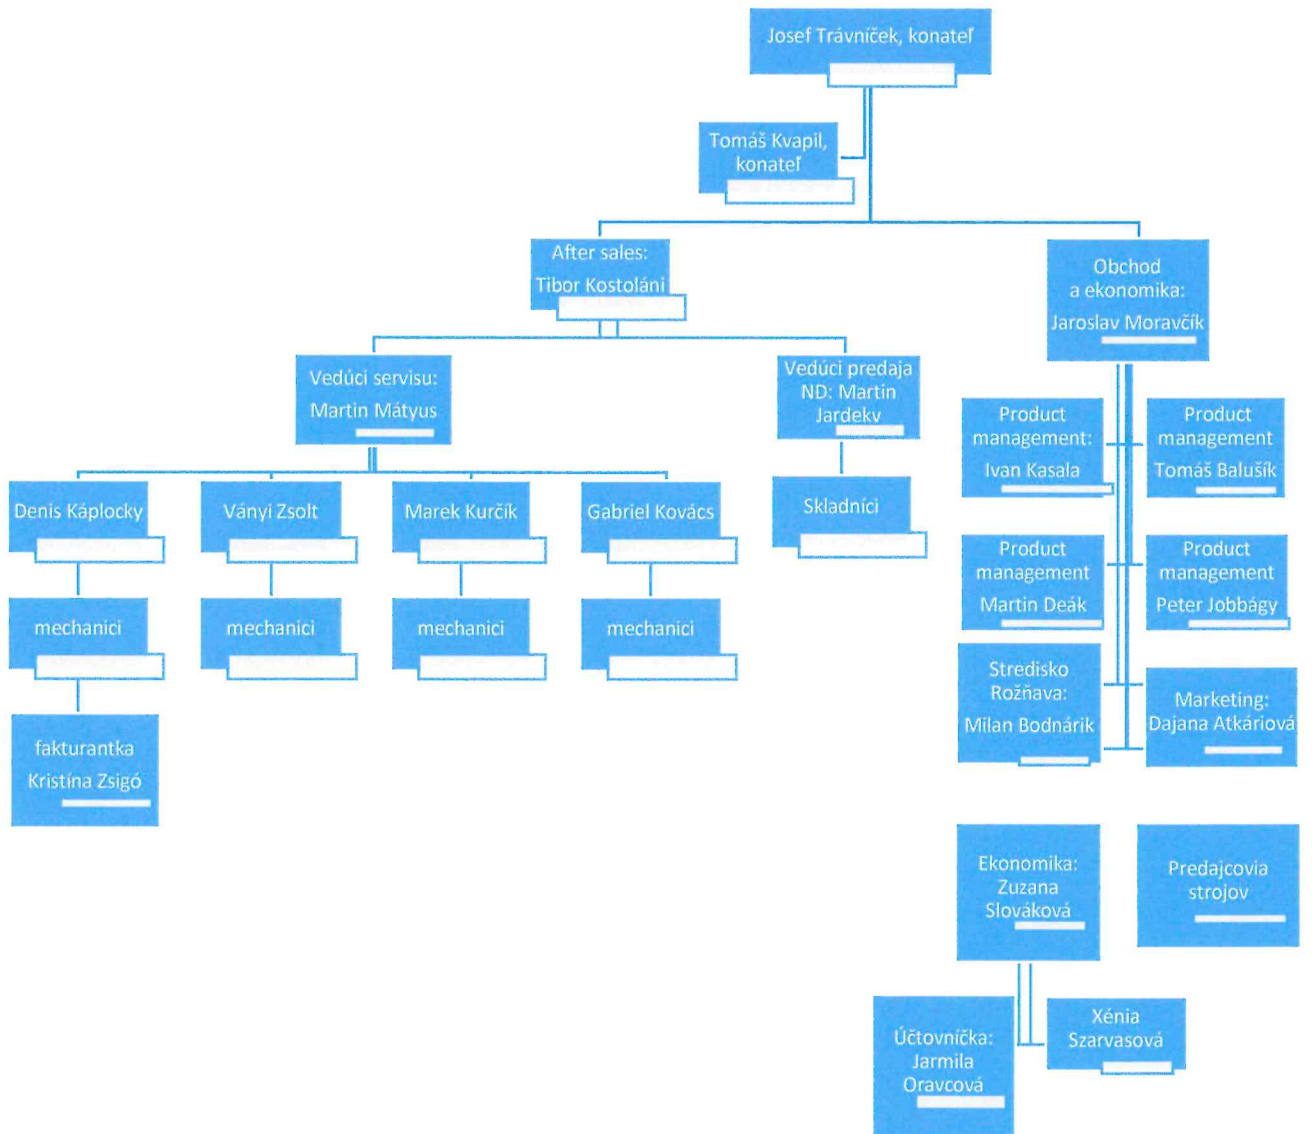 Josef Trávníček, konateľ
Tomáš Kvapil,
konateľ
After sales:
Tibor Kostoláni
Obchod
a ekonomika:
Jaroslav Moravčík
Vedúci servisu:
Martin Mátyus
Vedúci predaja
ND: Martin
Jardekv
Product
management:
Ivan Kasala
Product
management
Tomáš Balušík
Denis Káplocky
Ványi Zsolt
Marek Kurčík
Gabriel Kovács
Skladníci
Product
management
Martin Deák
Product
management
Peter Jobbágy
mechanici
mechanici
mechanici
mechanici
Stredisko
Rožňava:
Milan Bodnárik
Marketing:
Dajana Atkáriová
fakturantka
Kristína Zsigó
Ekonomika:
Zuzana
Slováková
Predajcovia
strojov
Účtovníčka:
Jarmila
Oravcová
Xénia
Szarvasová